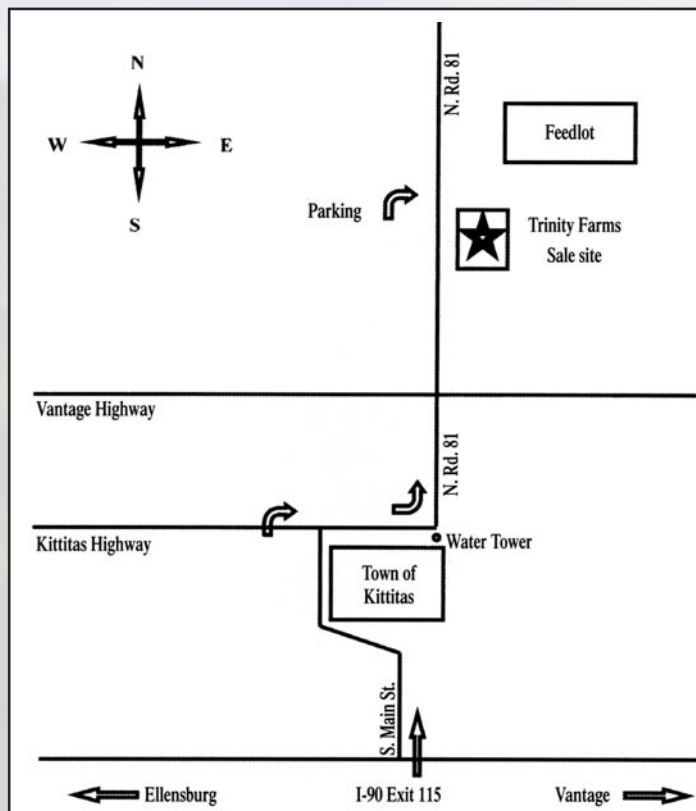 N
W E
S
N. Rd. 81
Feedlot
Parking
Trinity Farms
Sale site
Vantage Highway
N. Rd. 81
Kittitas Highway
Water Tower
Town of
Kittitas
S. Main St.
Ellensburg
I-90 Exit 115
Vantage